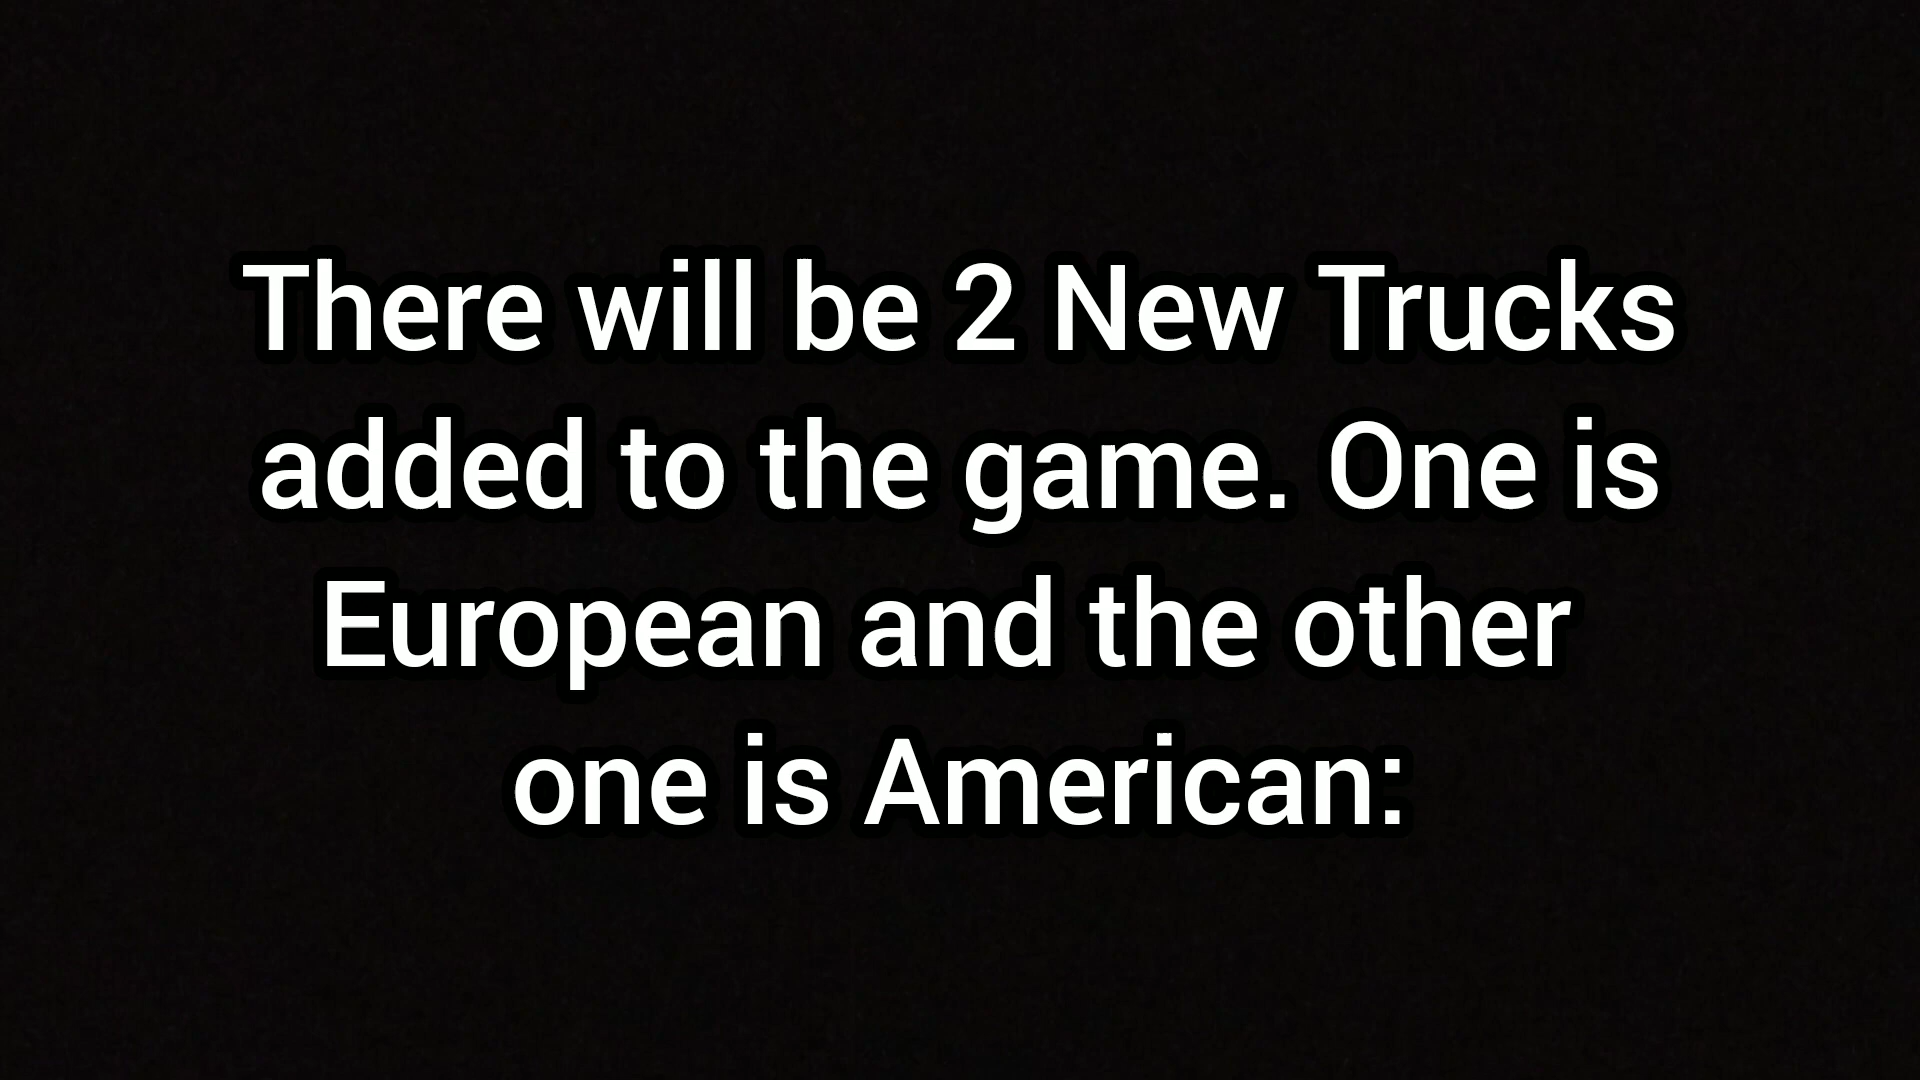 There will be 2 New Trucks
added to the game. One is
European and the other
one is American: